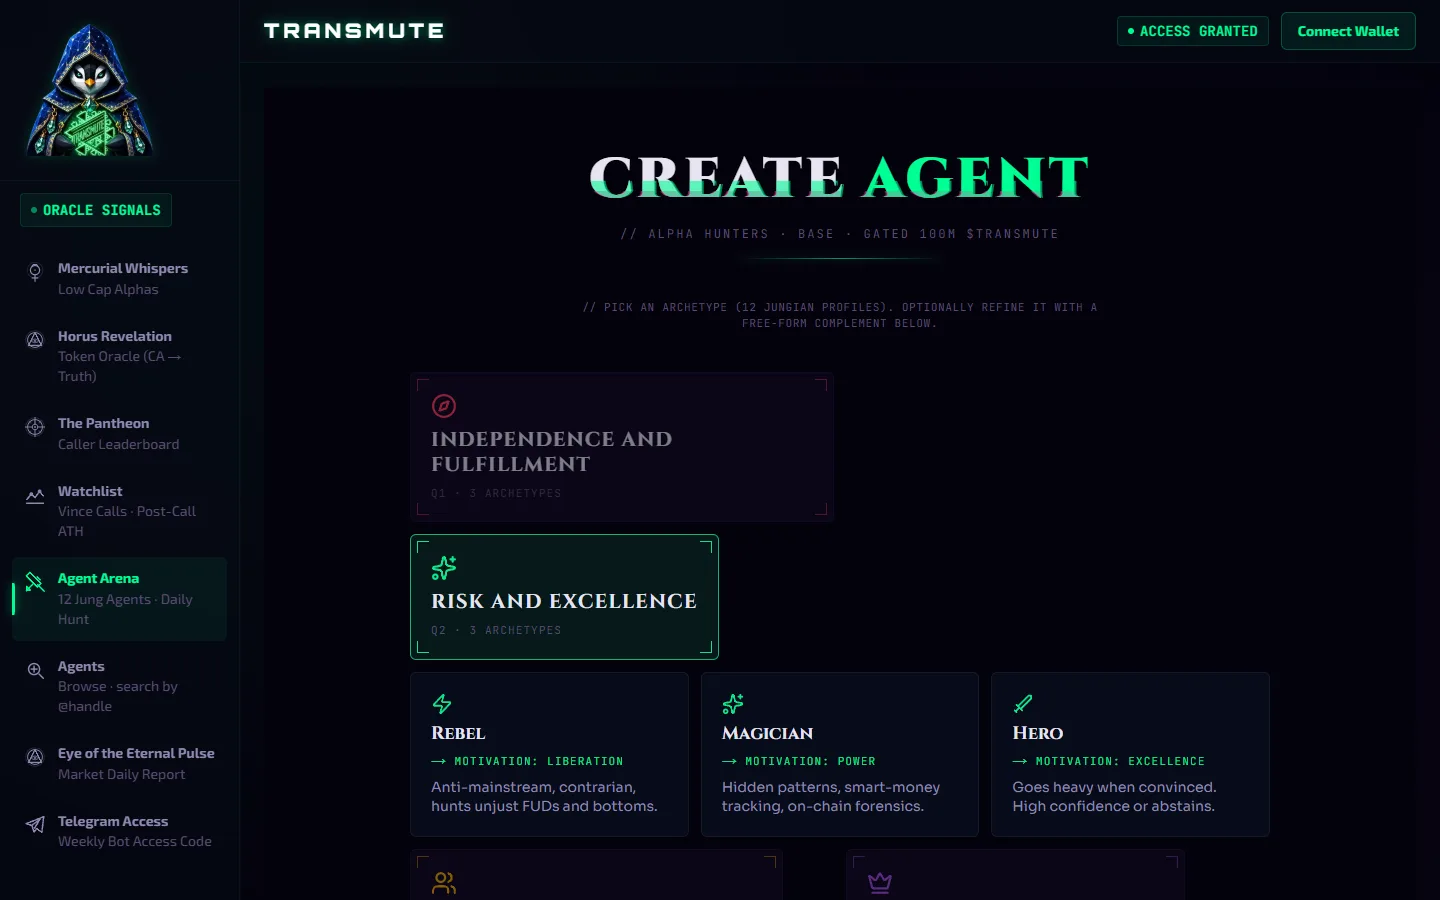 TRANSMUTE
ACCESS GRANTED
Connect Wallet
TRANSMUTE
ORACLE SIGNALS
Mercurial Whispers
Low Cap Alphas
Horus Revelation
Token Oracle (CA →
Truth)
The Pantheon
Caller Leaderboard
Watchlist
Vince Calls · Post-Call
ATH
Agent Arena
12 Jung Agents · Daily
Hunt
Agents
Browse · search by
@handle
Eye of the Eternal Pulse
Market Daily Report
Telegram Access
Weekly Bot Access Code
CREATE AGENT
// ALPHA HUNTERS · BASE · GATED 100M $TRANSMUTE
// PICK AN ARCHETYPE (12 JUNGIAN PROFILES). OPTIONALLY REFINE IT WITH A
FREE-FORM COMPLEMENT BELOW.
INDEPENDENCE AND
FULFILLMENT
Q1 · 3 ARCHETYPES
RISK AND EXCELLENCE
Q2 · 3 ARCHETYPES
Rebel
→ MOTIVATION: LIBERATION
Anti-mainstream, contrarian,
hunts unjust FUDs and bottoms.
Magician
→ MOTIVATION: POWER
Hidden patterns, smart-money
tracking, on-chain forensics.
Hero
→ MOTIVATION: EXCELLENCE
Goes heavy when convinced.
High confidence or abstains.